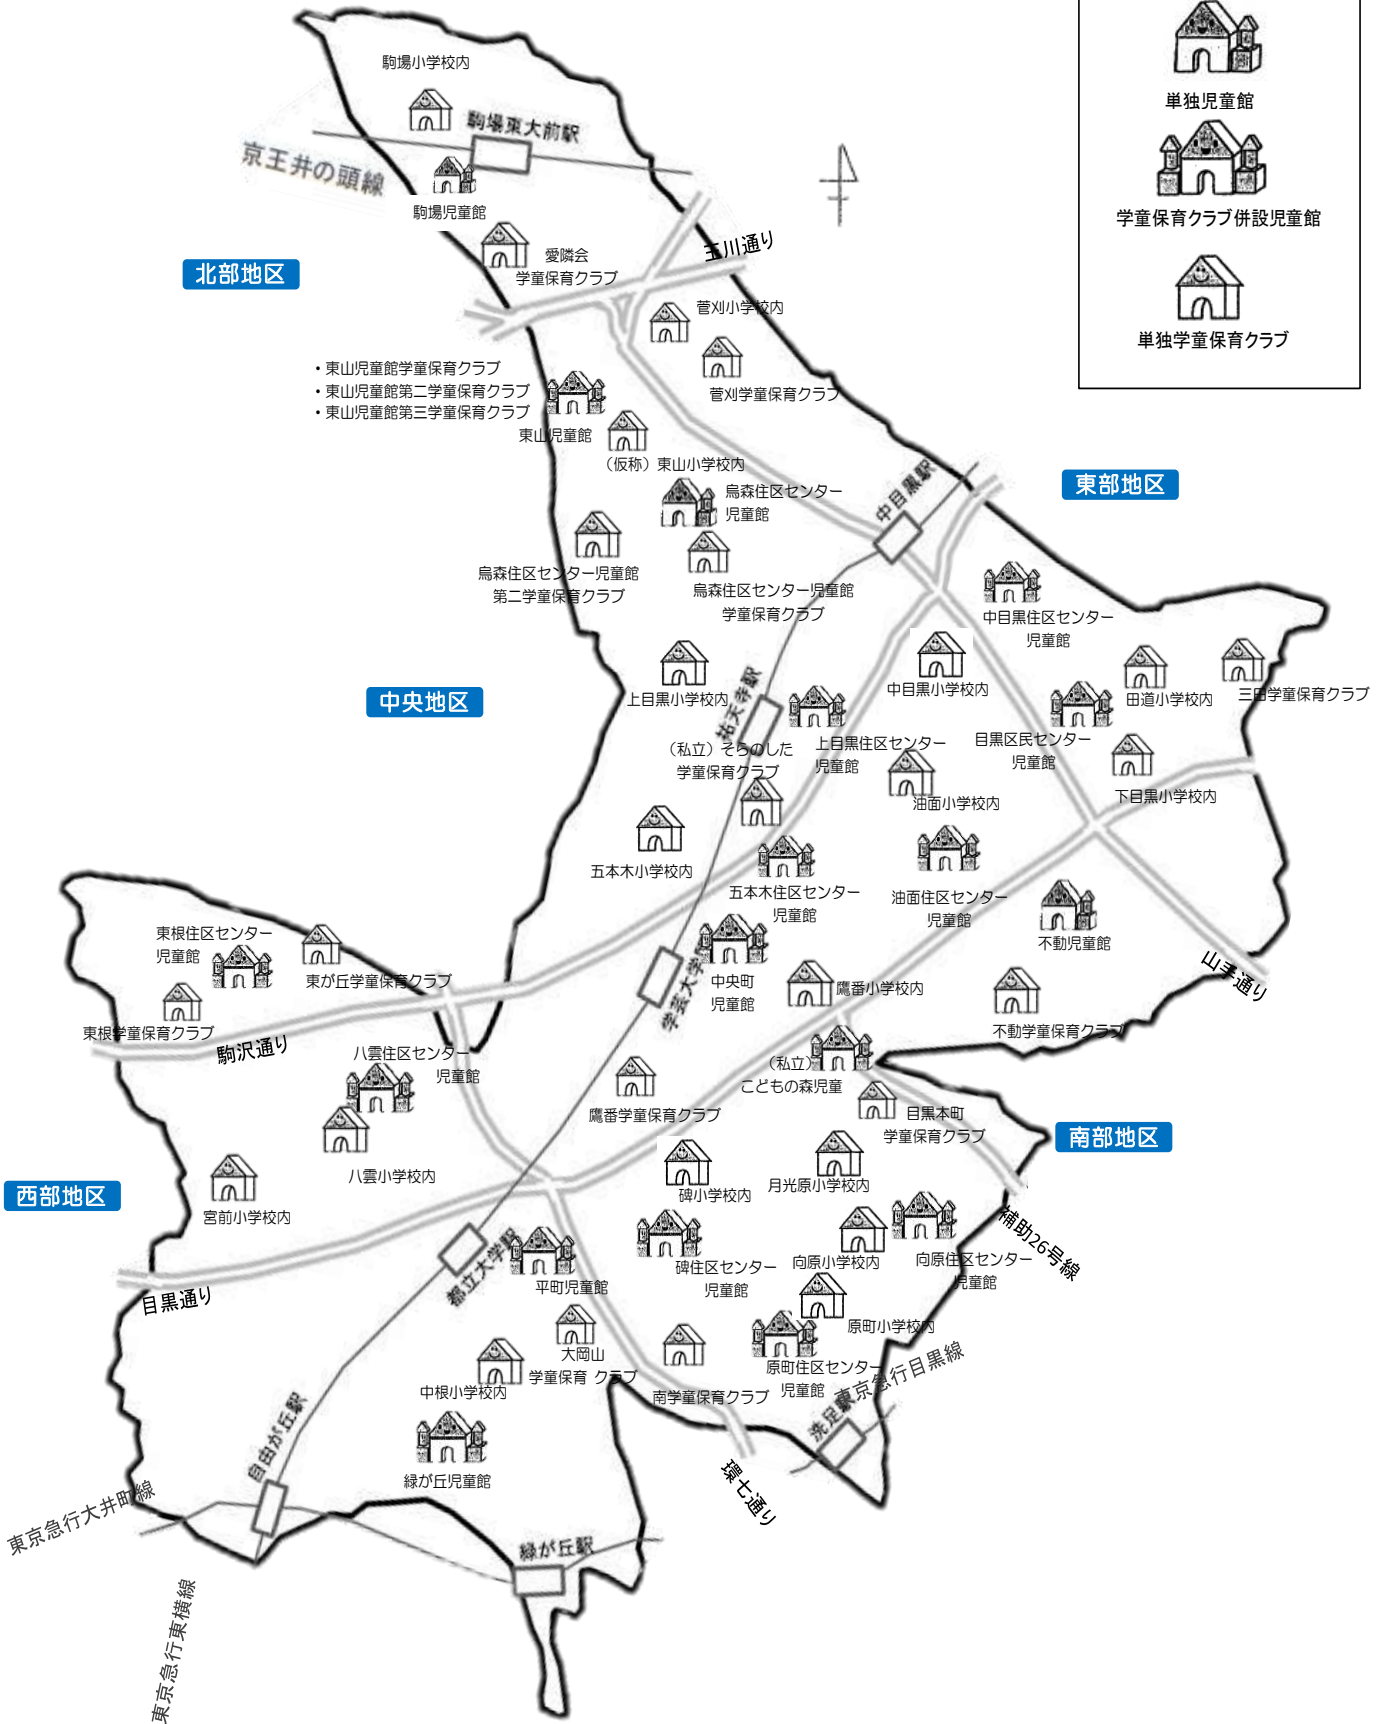 単独児童館
学童保育クラブ併設児童館
単独学童保育クラブ
駒場小学校内
駒場東大前駅
京王井の頭線
駒場児童館
玉川通り
愛隣会
学童保育クラブ
北部地区
菅刈小学校内
・東山児童館学童保育クラブ
・東山児童館第二学童保育クラブ
・東山児童館第三学童保育クラブ
菅刈学童保育クラブ
東山児童館
（仮称）東山小学校内
中目黒駅
東部地区
烏森住区センター
児童館
烏森住区センター児童館
第二学童保育クラブ
烏森住区センター児童館
学童保育クラブ
中目黒住区センター
児童館
中央地区
上目黒小学校内
祐天寺駅
中目黒小学校内
田道小学校内
三田学童保育クラブ
（私立）そらのした
学童保育クラブ
上目黒住区センター
児童館
目黒区民センター
児童館
油面小学校内
下目黒小学校内
五本木小学校内
五本木住区センター
児童館
油面住区センター
児童館
不動児童館
東根住区センター
児童館
東が丘学童保育クラブ
東根学童保育クラブ
駒沢通り
学芸大学
中央町
児童館
鷹番小学校内
山手通り
不動学童保育クラブ
八雲住区センター
児童館
（私立）
こどもの森児童
鷹番学童保育クラブ
目黒本町
学童保育クラブ
南部地区
八雲小学校内
西部地区
宮前小学校内
碑小学校内
月光原小学校内
補助26号線
都立大学駅
平町児童館
碑住区センター
児童館
向原小学校内
向原住区センター
児童館
目黒通り
原町小学校内
大岡山
学童保育 クラブ
中根小学校内
南学童保育クラブ
原町住区センター
児童館
東京急行目黒線
洗足駅
自由が丘駅
緑が丘児童館
環七通り
東京急行大井町線
緑が丘駅
東京急行東横線